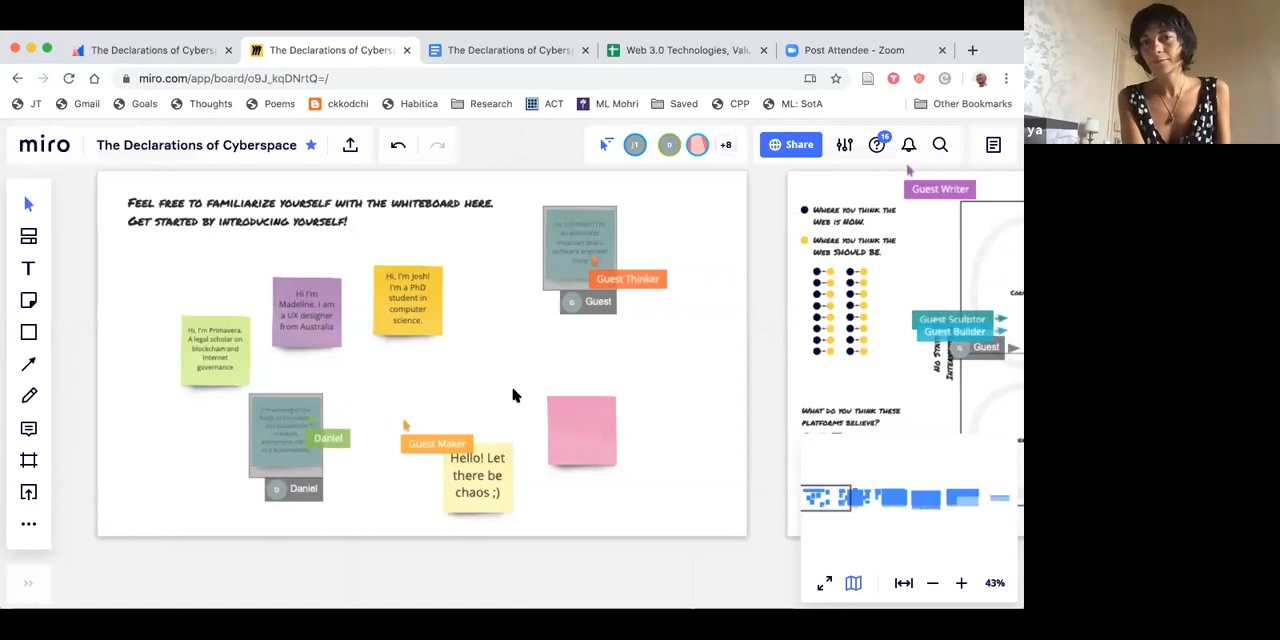 The Declarations of Cybersp
The Declarations of Cybers
The Declarations of Cybersp
Web 3.0 Technologies, Valu
Post Attendee - Zoom
miro.com/app/board/o9J_kqDNrtQ=/
JT
Gmail
Goals
Thoughts
Poems
ckkodchi
Habitica
Research
ACT
ML Mohri
Saved
CPP
ML: SotA
Other Bookmarks
ya
miro
The Declarations of Cyberspace
JT
D
+8
Share
16
Guest Writer
FEEL FREE TO FAMILIARIZE YOURSELF WITH THE WHITEBOARD HERE.
GET STARTED BY INTRODUCING YOURSELF!
Guest Thinker
G Guest
Hi, I'm Josh!
I'm a PhD
student in
computer
science.
Hi I'm
Madeline, I am
a UX designer
from Australia
Hi, I'm Primavera.
A legal scholar on
blockchain and
Internet
governance
Daniel
D Daniel
Guest Maker
Hello! Let
there be
chaos ;)
WHERE YOU THINK THE
WEB IS NOW.
WHERE YOU THINK THE
WEB SHOULD BE.
Guest Sculptor
Guest Builder
G Guest
WHAT DO YOU THINK THESE
PLATFORMS BELIEVE?
43%